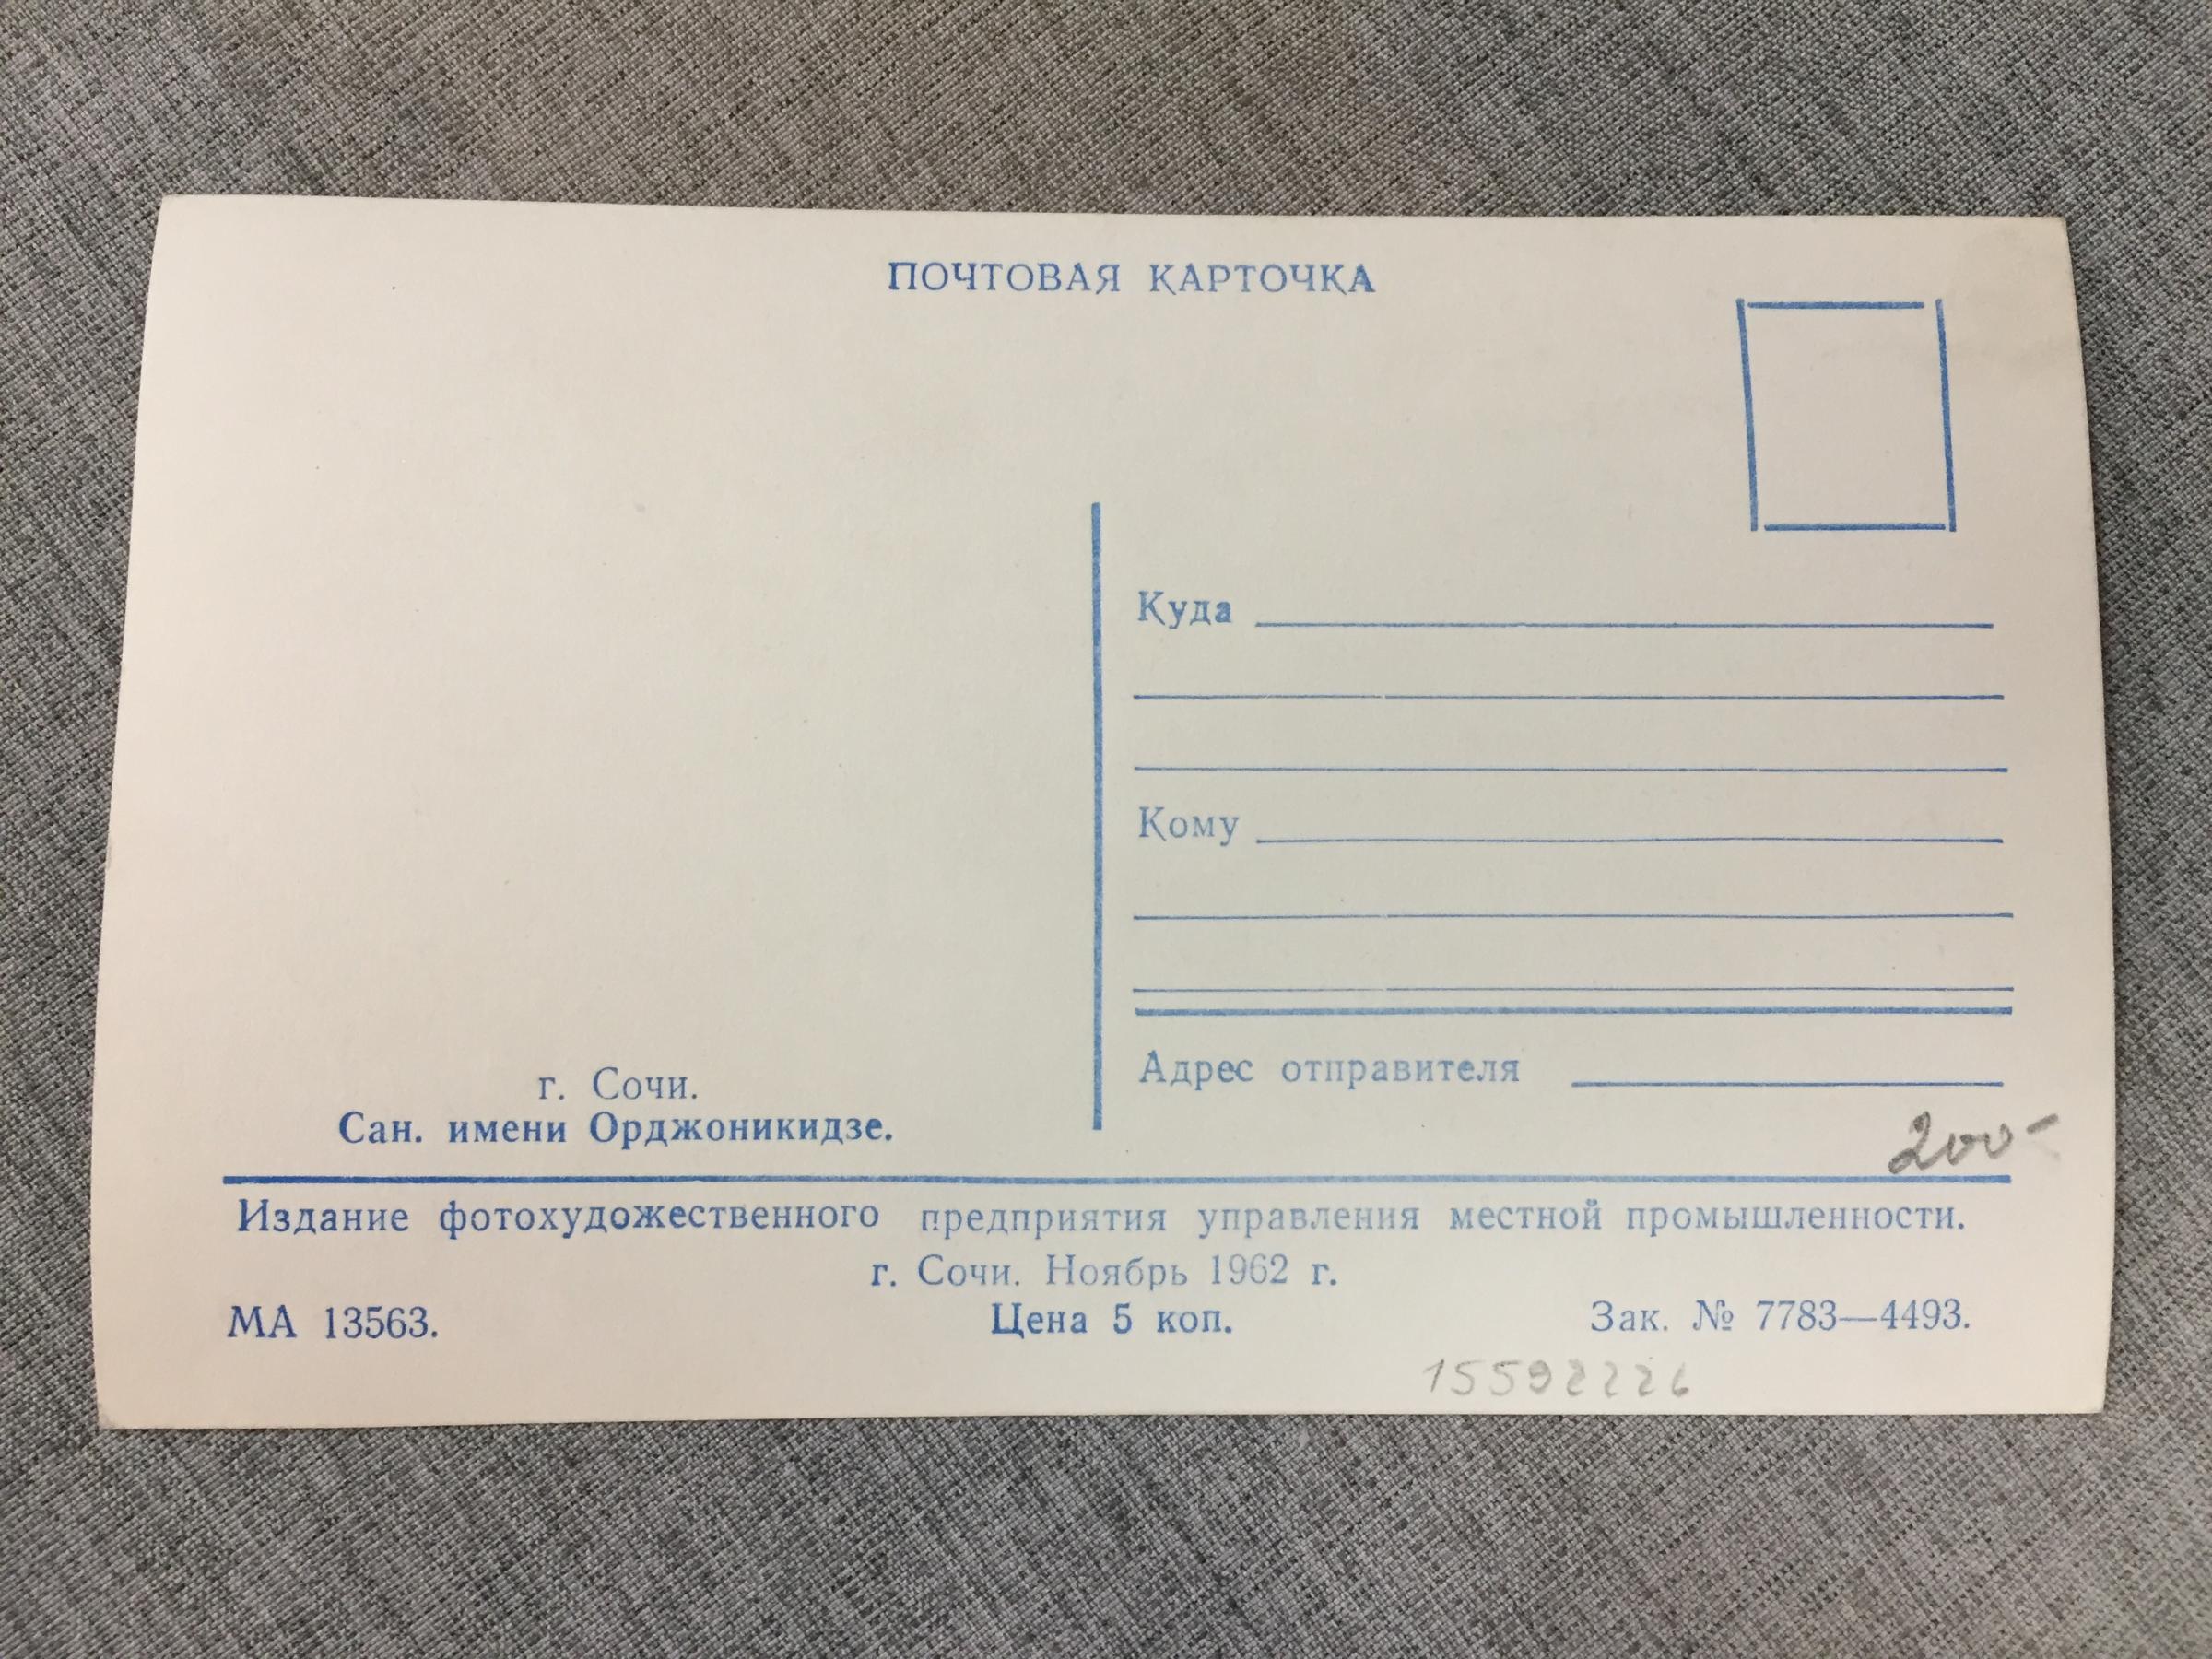 ПОЧТОВАЯ КАРТОЧКА
Куда
Кому
Адрес отправителя
г. Сочи.
Сан. имени Орджоникидзе.
200-
Издание фотохудожественного предприятия управления местной промышленности.
г. Сочи. Ноябрь 1962 г.
МА 13563. Цена 5 коп. Зак. № 7783—4493.
15592226